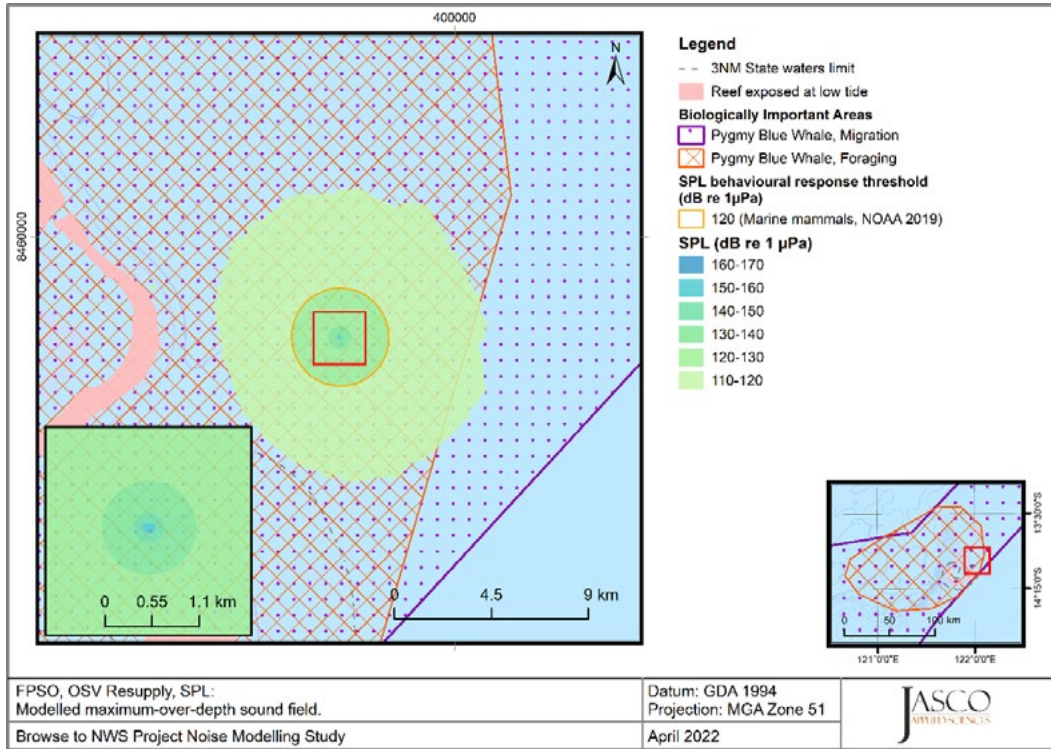 400000
8460000
N
0 0.55 1.1 km
0 4.5 9 km
Legend
3NM State waters limit
Reef exposed at low tide
Biologically Important Areas
Pygmy Blue Whale, Migration
Pygmy Blue Whale, Foraging
SPL behavioural response threshold
(dB re 1µPa)
120 (Marine mammals, NOAA 2019)
SPL (dB re 1 µPa)
160-170
150-160
140-150
130-140
120-130
110-120
13°30'0"S
14°15'0"S
0 50 100 km
121°0'0"E 122°0'0"E
FPSO, OSV Resupply, SPL:
Modelled maximum-over-depth sound field.
Browse to NWS Project Noise Modelling Study
Datum: GDA 1994
Projection: MGA Zone 51
April 2022
JASCO
APPLIED SCIENCES